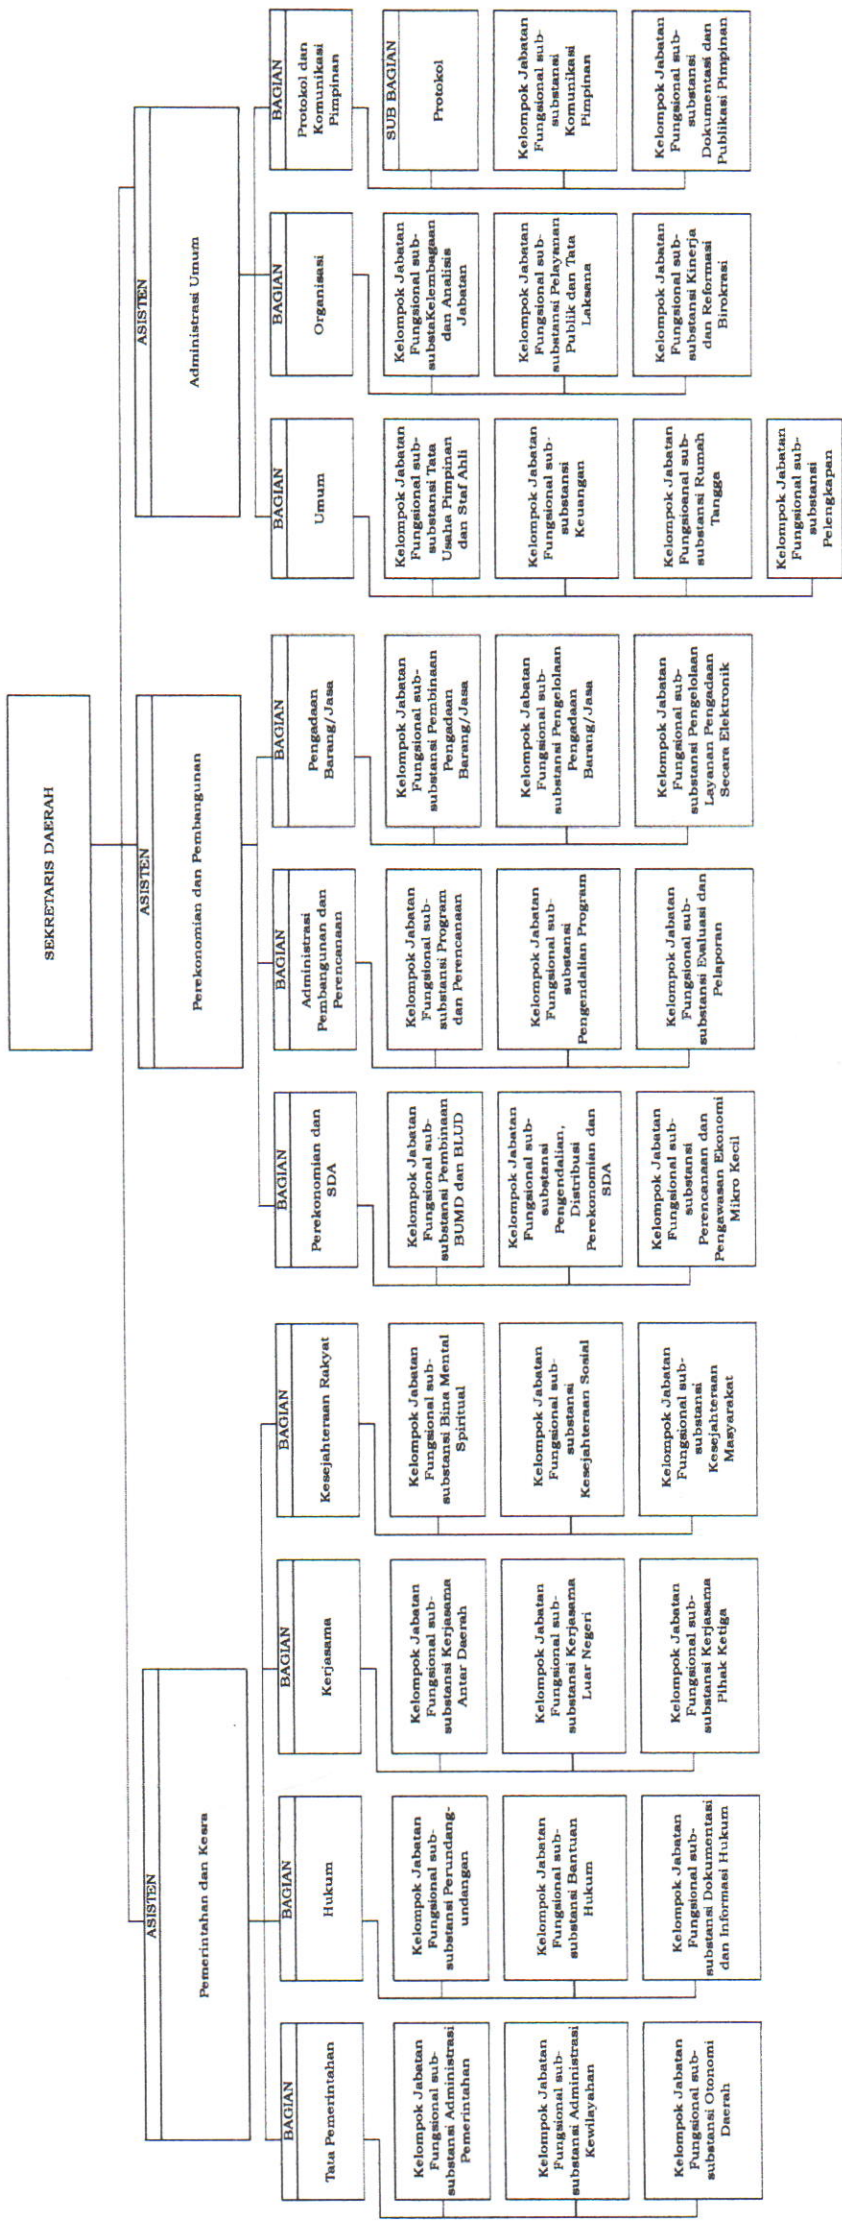 SEKRETARIS DAERAH
ASISTEN
Pemerintahan dan Kesra
ASISTEN
Perekonomian dan Pembangunan
ASISTEN
Administrasi Umum
BAGIAN
Tata Pemerintahan
BAGIAN
Hukum
BAGIAN
Kerjasama
BAGIAN
Kesejahteraan Rakyat
BAGIAN
Perekonomian dan
SDA
BAGIAN
Administrasi
Pembangunan dan
Perencanaan
BAGIAN
Pengadaan
Barang/Jasa
BAGIAN
Umum
BAGIAN
Organisasi
BAGIAN
Protokol dan
Komunikasi
Pimpinan
Kelompok Jabatan
Fungsional sub-
substansi Administrasi
Pemerintahan
Kelompok Jabatan
Fungsional sub-
substansi Administrasi
Kewilayahan
Kelompok Jabatan
Fungsional sub-
substansi Otonomi
Daerah
Kelompok Jabatan
Fungsional sub-
substansi Perundang-
undangan
Kelompok Jabatan
Fungsional sub-
substansi Bantuan
Hukum
Kelompok Jabatan
Fungsional sub-
substansi Dokumentasi
dan Informasi Hukum
Kelompok Jabatan
Fungsional sub-
substansi Kerjasama
Antar Daerah
Kelompok Jabatan
Fungsional sub-
substansi Kerjasama
Luar Negeri
Kelompok Jabatan
Fungsional sub-
substansi Kerjasama
Pihak Ketiga
Kelompok Jabatan
Fungsional sub-
substansi Bina Mental
Spiritual
Kelompok Jabatan
Fungsional sub-
substansi
Kesejahteraan Sosial
Kelompok Jabatan
Fungsional sub-
substansi
Kesejahteraan
Masyarakat
Kelompok Jabatan
Fungsional sub-
substansi Pembinaan
BUMD dan BLUD
Kelompok Jabatan
Fungsional sub-
substansi
Pengendalian,
Distribusi
Perekonomian dan
SDA
Kelompok Jabatan
Fungsional sub-
substansi
Perencanaan dan
Pengawasan Ekonomi
Mikro Kecil
Kelompok Jabatan
Fungsional sub-
substansi Program
dan Perencanaan
Kelompok Jabatan
Fungsional sub-
substansi
Pengendalian Program
Kelompok Jabatan
Fungsional sub-
substansi Evaluasi dan
Pelaporan
Kelompok Jabatan
Fungsional sub-
substansi Pembinaan
Pengadaan
Barang/Jasa
Kelompok Jabatan
Fungsional sub-
substansi Pengelolaan
Pengadaan
Barang/Jasa
Kelompok Jabatan
Fungsional sub-
substansi Pengelolaan
Layanan Pengadaan
Secara Elektronik
Kelompok Jabatan
Fungsional sub-
substansi Tata
Usaha Pimpinan
dan Staf Ahli
Kelompok Jabatan
Fungsional sub-
substansi
Keuangan
Kelompok Jabatan
Fungsioanal sub-
substansi Rumah
Tangga
Kelompok Jabatan
Fungsional sub-
substansi
Pelengkapan
Kelompok Jabatan
Fungsional sub-
substaKelembagaan
dan Analisis
Jabatan
Kelompok Jabatan
Fungsional sub-
substansi Pelayanan
Publik dan Tata
Laksana
Kelompok Jabatan
Fungsional sub-
substansi Kinerja
dan Reformasi
Birokrasi
SUB BAGIAN
Protokol
Kelompok Jabatan
Fungsional sub-
substansi
Komunikasi
Pimpinan
Kelompok Jabatan
Fungsional sub-
substansi
Dokumentasi dan
Publikasi Pimpinan